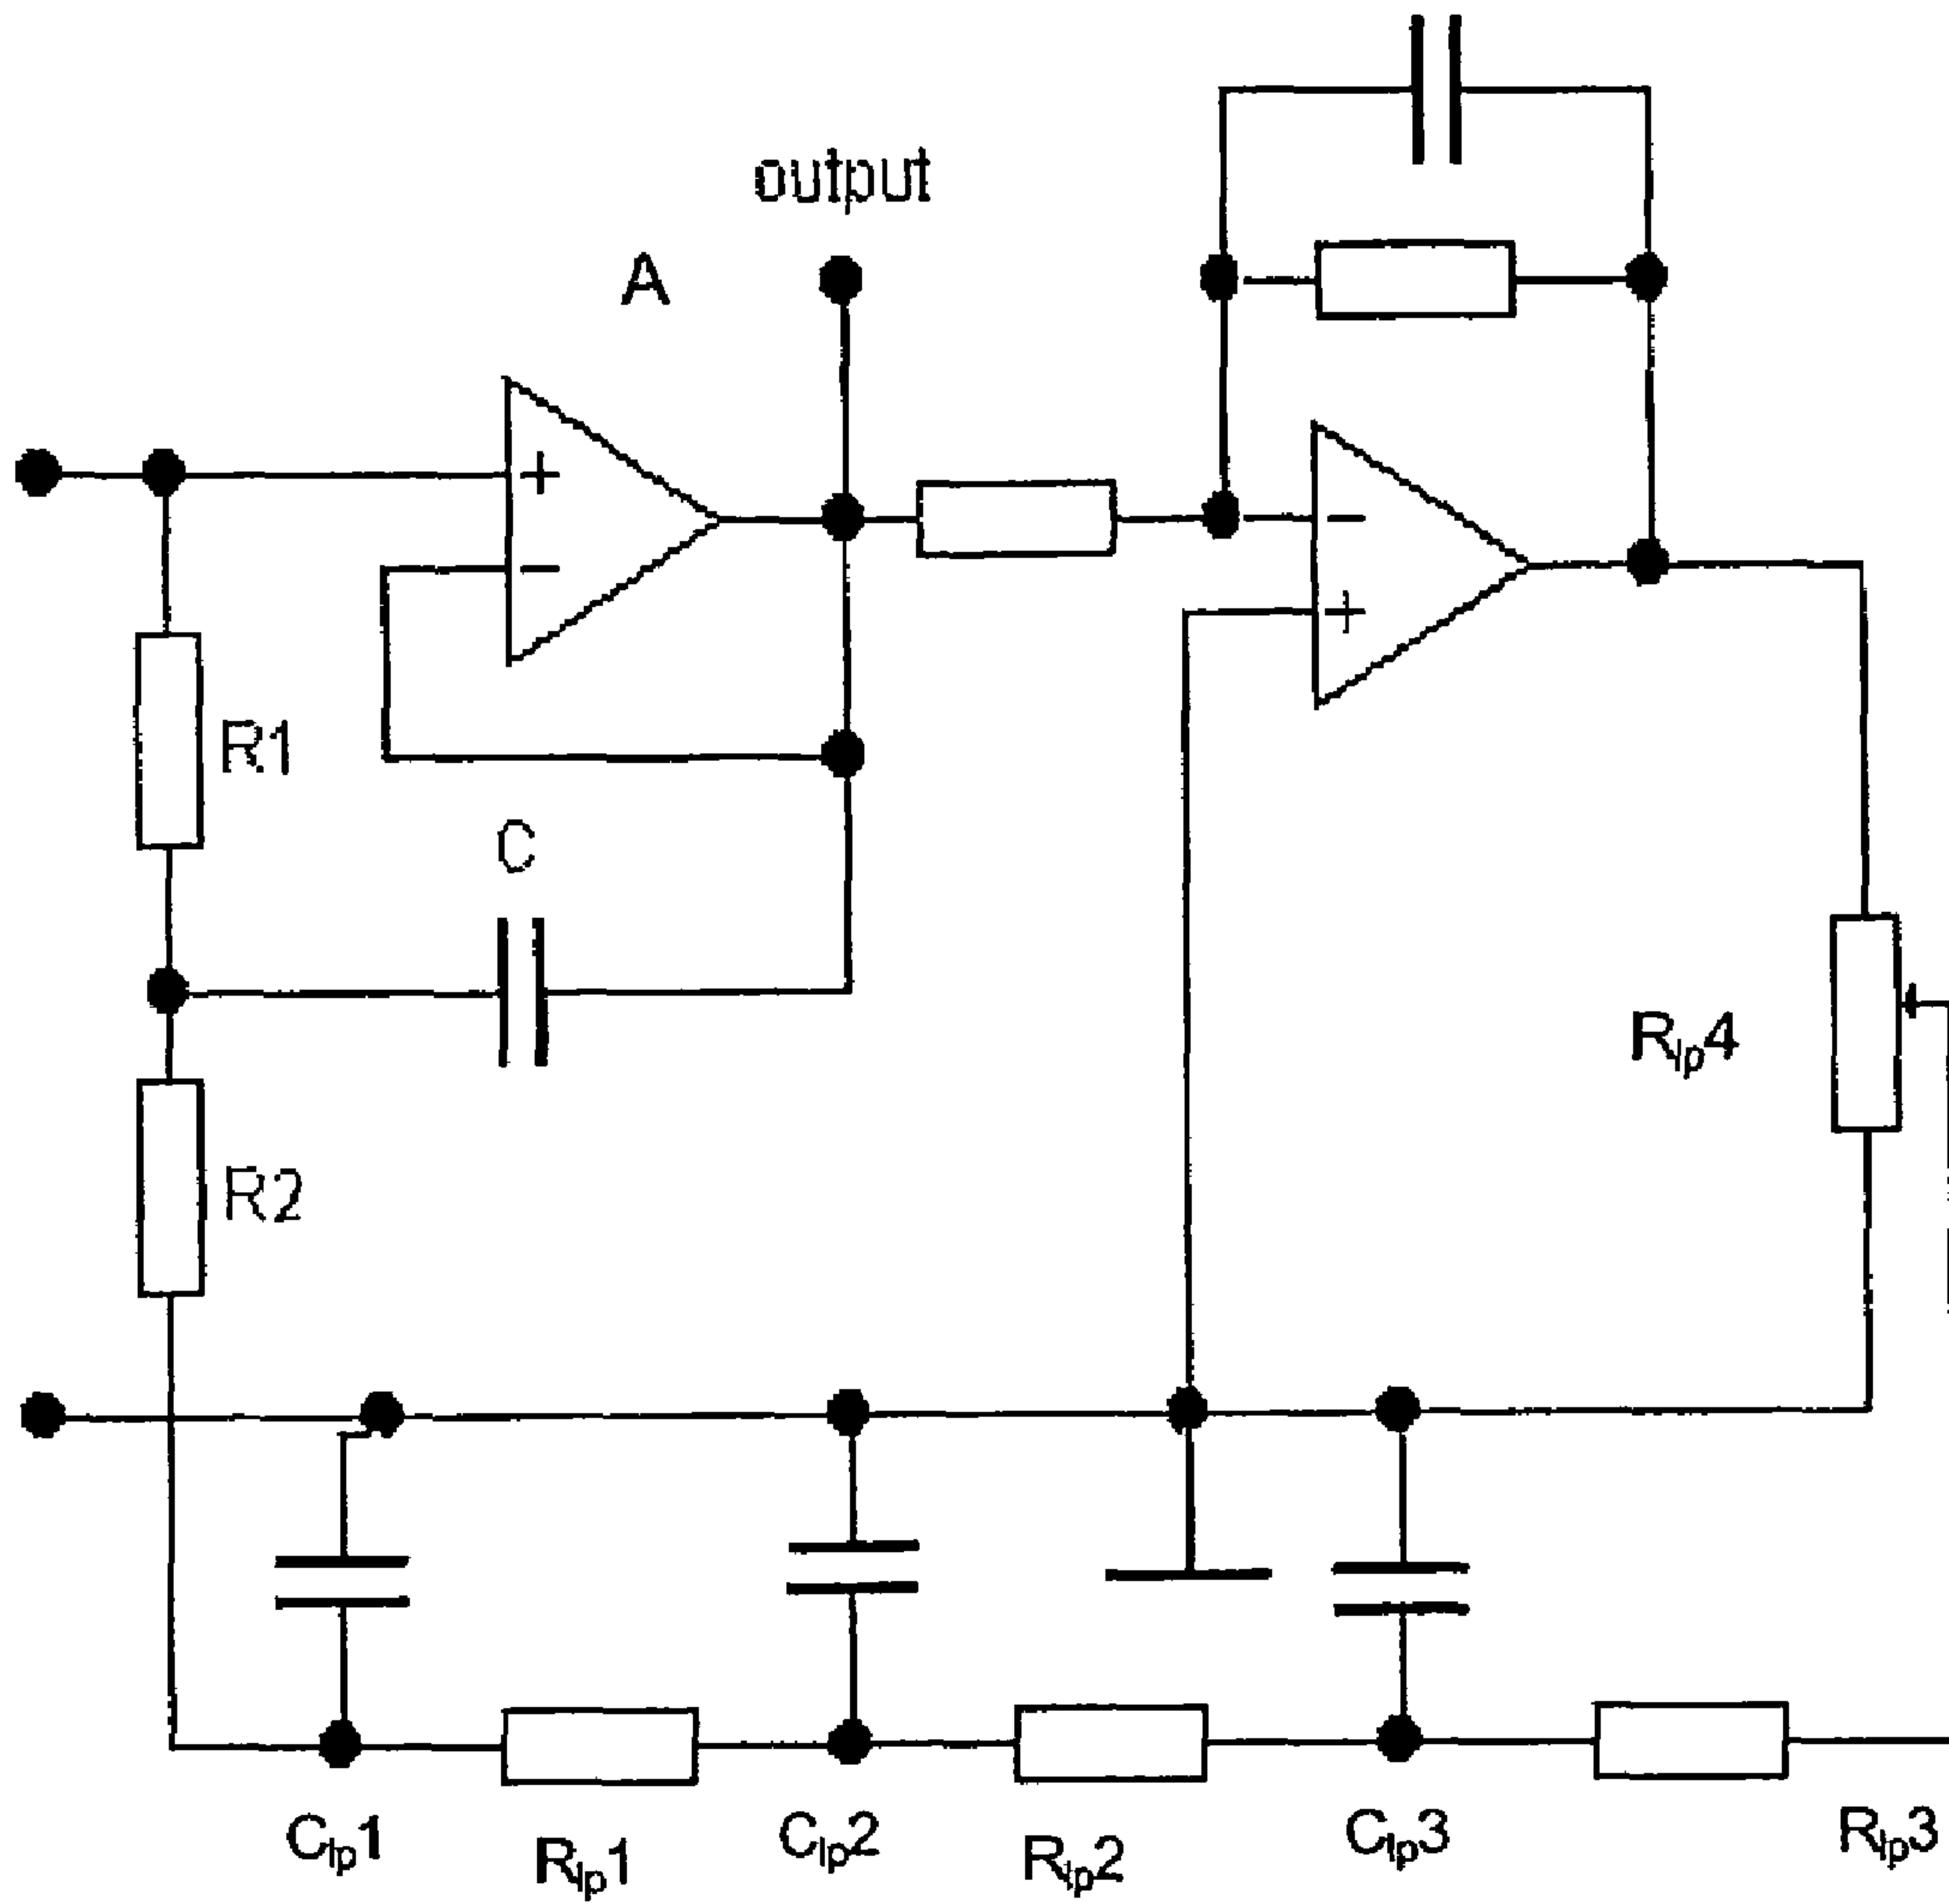 output
A
+
−
−
+
R1
C
R2
Rlp4
Clp1
Rlp1
Clp2
Rlp2
Clp3
Rlp3